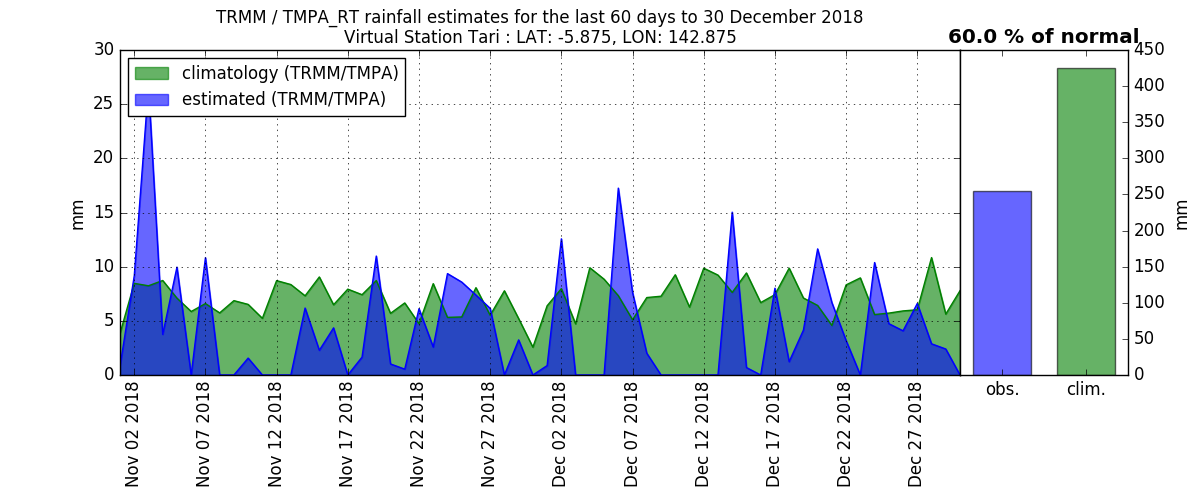 TRMM / TMPA_RT rainfall estimates for the last 60 days to 30 December 2018
Virtual Station Tari : LAT: -5.875, LON: 142.875
60.0 % of normal
climatology (TRMM/TMPA)
estimated (TRMM/TMPA)
mm
30
25
20
15
10
5
0
Nov 02 2018
Nov 07 2018
Nov 12 2018
Nov 17 2018
Nov 22 2018
Nov 27 2018
Dec 02 2018
Dec 07 2018
Dec 12 2018
Dec 17 2018
Dec 22 2018
Dec 27 2018
450
400
350
300
250
200
150
100
50
0
mm
obs.
clim.